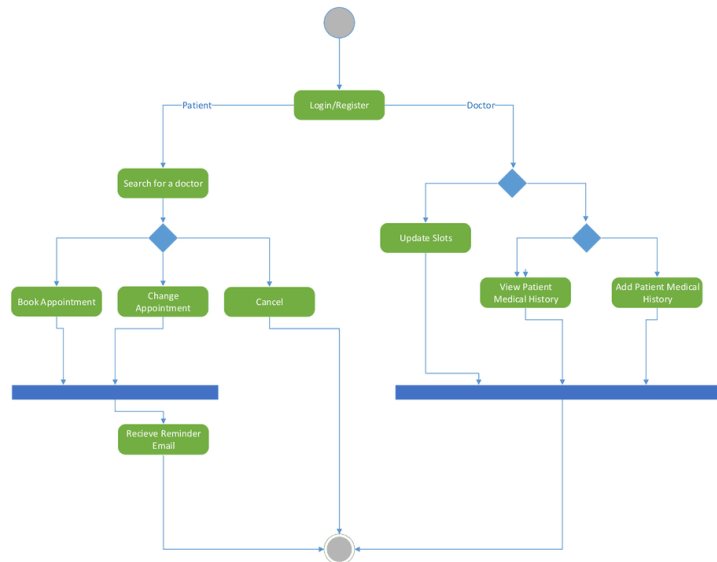 Login/Register
Patient
Doctor
Search for a doctor
Update Slots
Book Appointment
Change
Appointment
Cancel
View Patient
Medical History
Add Patient Medical
History
Recieve Reminder
Email